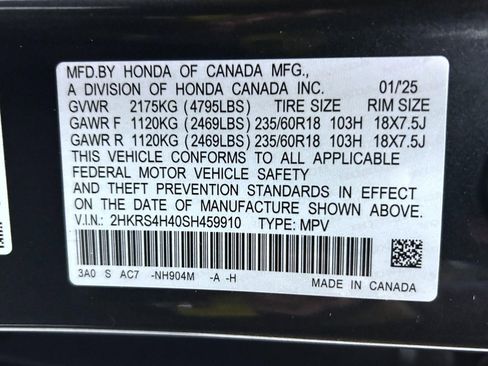 MFD.BY HONDA OF CANADA MFG.,
A DIVISION OF HONDA CANADA INC. 01/'25
GVWR 2175KG (4795LBS) TIRE SIZE RIM SIZE
GAWR F 1120KG (2469LBS) 235/60R18 103H 18X7.5J
GAWR R 1120KG (2469LBS) 235/60R18 103H 18X7.5J
THIS VEHICLE CONFORMS TO ALL APPLICABLE
FEDERAL MOTOR VEHICLE SAFETY
AND THEFT PREVENTION STANDARDS IN EFFECT
ON THE DATE OF MANUFACTURE SHOWN ABOVE.
V.I.N.: 2HKRS4H40SH459910 TYPE: MPV
3A0 S AC7 -NH904M -A -H MADE IN CANADA